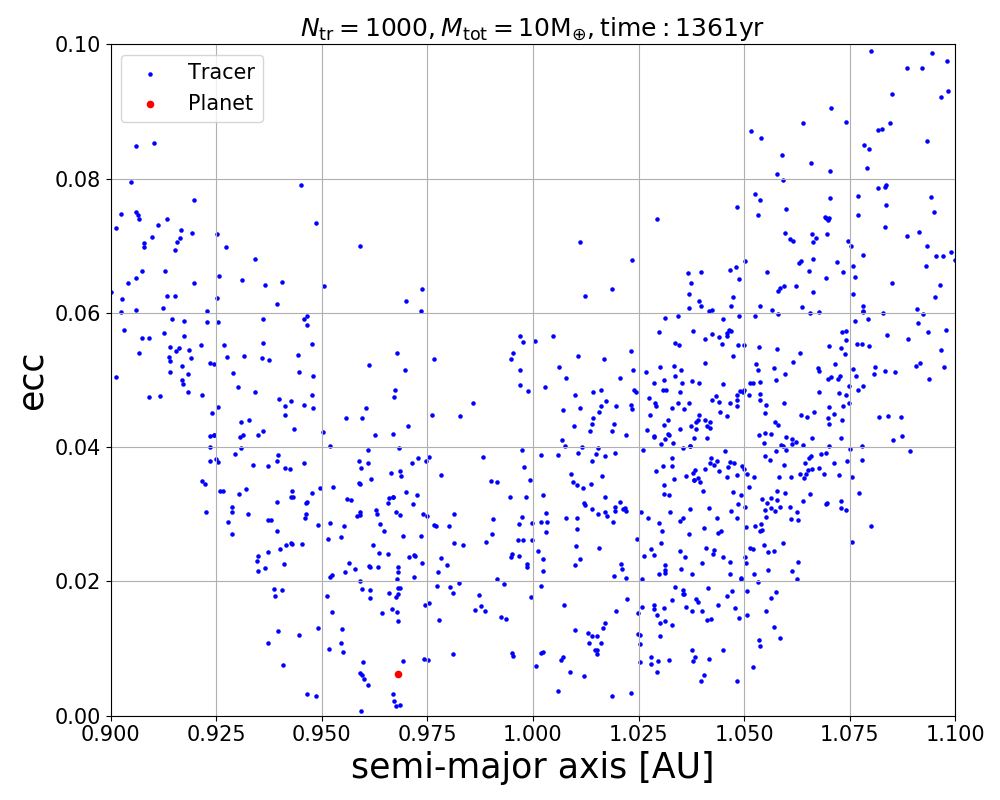 N_tr = 1000, M_tot = 10M_⊕, time : 1361yr
Tracer
Planet
ecc
0.10
0.08
0.06
0.04
0.02
0.00
0.900 0.925 0.950 0.975 1.000 1.025 1.050 1.075 1.100
semi-major axis [AU]